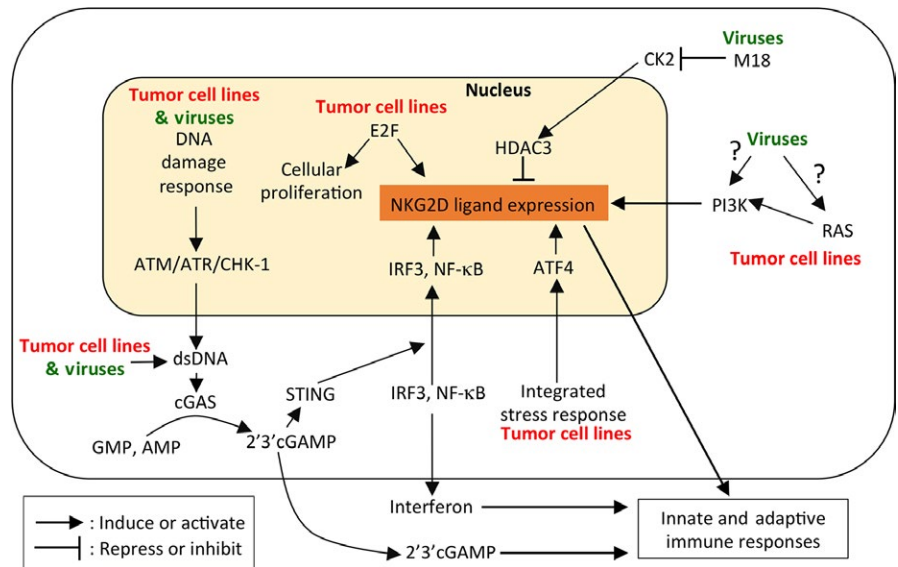 Viruses
CK2
M18
Nucleus
Tumor cell lines
& viruses
DNA
damage
response
Tumor cell lines
E2F
Cellular
proliferation
HDAC3
Viruses
?
?
NKG2D ligand expression
PI3K
RAS
Tumor cell lines
ATM/ATR/CHK-1
IRF3, NF-κB
ATF4
Tumor cell lines
& viruses
dsDNA
cGAS
STING
IRF3, NF-κB
Integrated
stress response
Tumor cell lines
GMP, AMP
2'3'cGAMP
Interferon
2'3'cGAMP
Innate and adaptive
immune responses
: Induce or activate
: Repress or inhibit